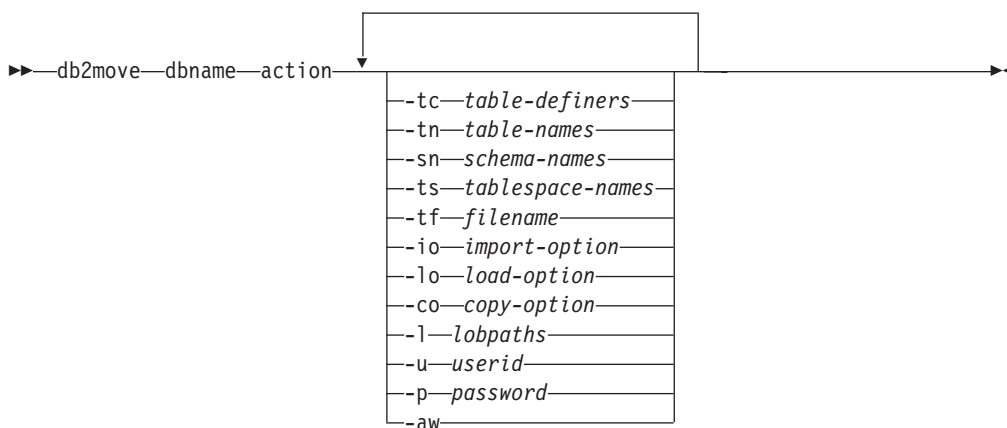 db2move dbname action
-tc table-definers
-tn table-names
-sn schema-names
-ts tablespace-names
-tf filename
-io import-option
-lo load-option
-co copy-option
-l lobpaths
-u userid
-p password
-aw